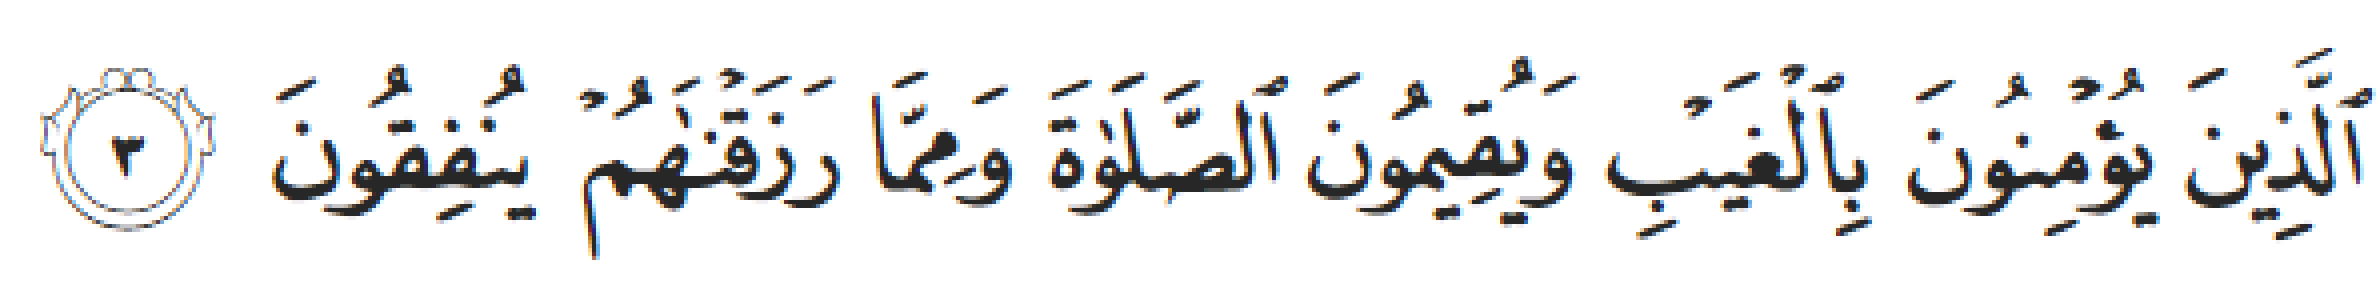 ٱلَّذِينَ يُؤْمِنُونَ بِٱلْغَيْبِ وَيُقِيمُونَ ٱلصَّلَوٰةَ وَمِمَّا رَزَقْنَـٰهُمْ يُنفِقُونَ ٣